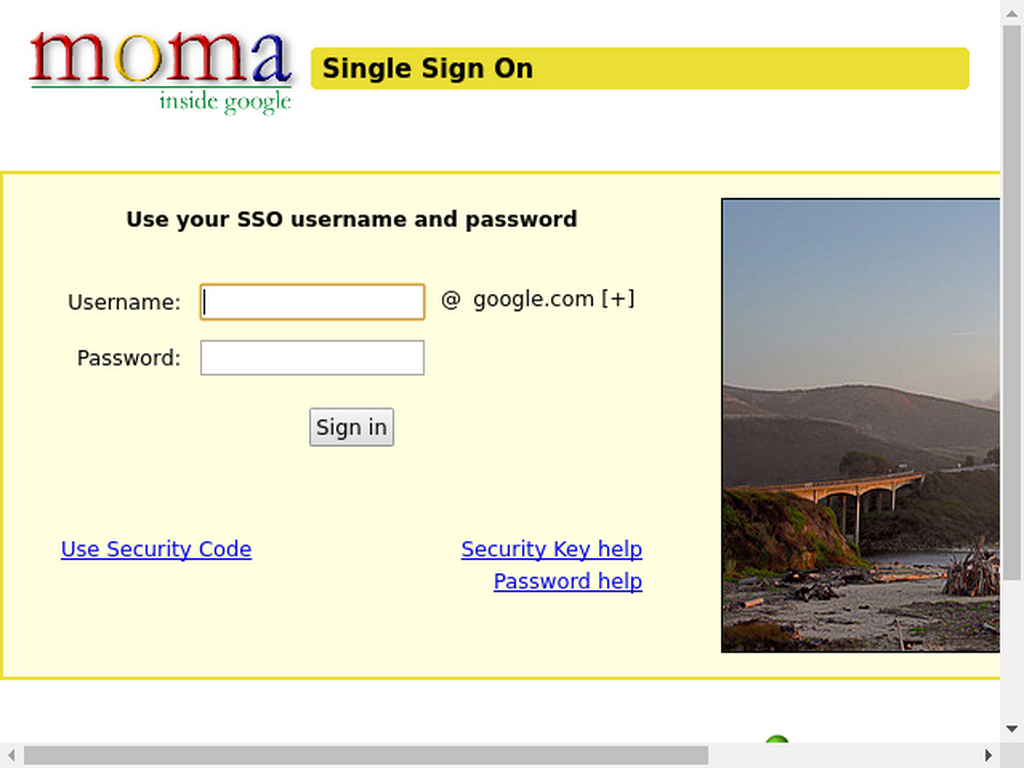 moma
inside google
Single Sign On
Use your SSO username and password
Username: @ google.com [+]
Password:
Sign in
Use Security Code
Security Key help
Password help